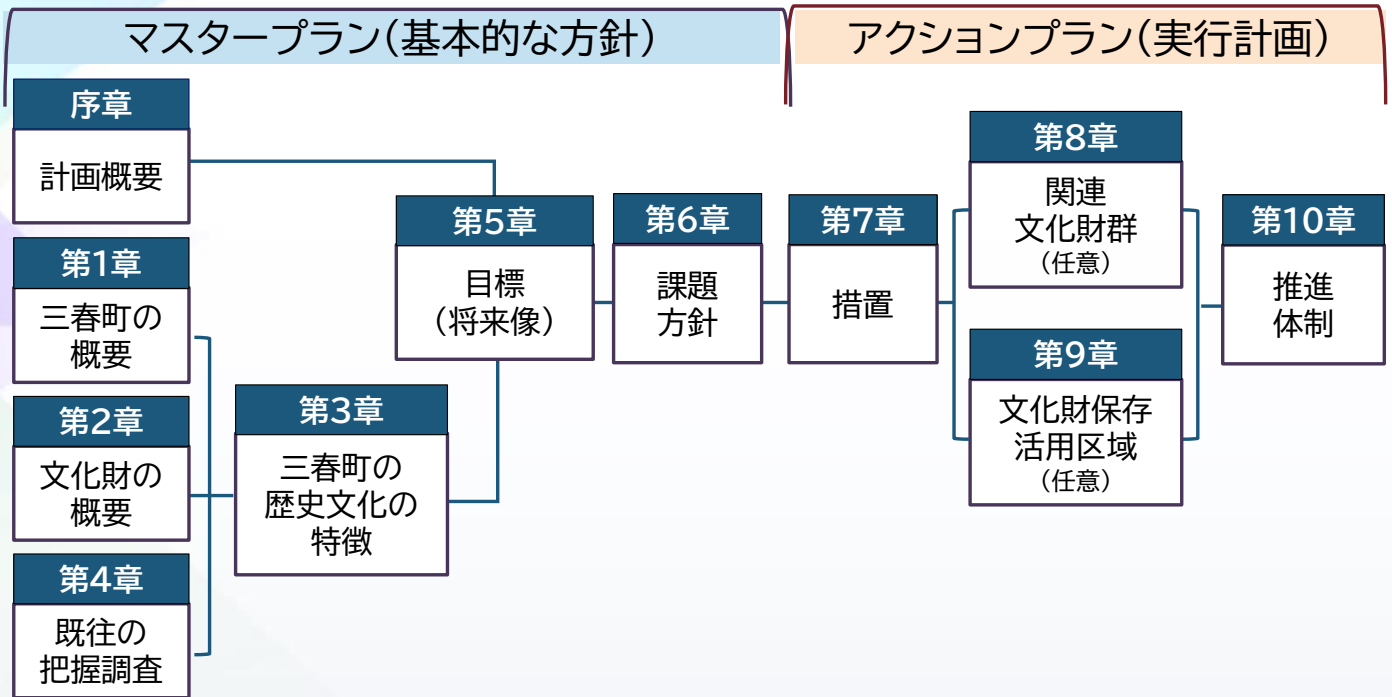 マスタープラン(基本的な方針)
アクションプラン(実行計画)
序章
計画概要
第1章
三春町の
概要
第2章
文化財の
概要
第4章
既往の
把握調査
第3章
三春町の
歴史文化の
特徴
第5章
目標
(将来像)
第6章
課題
方針
第7章
措置
第8章
関連
文化財群
(任意)
第9章
文化財保存
活用区域
(任意)
第10章
推進
体制